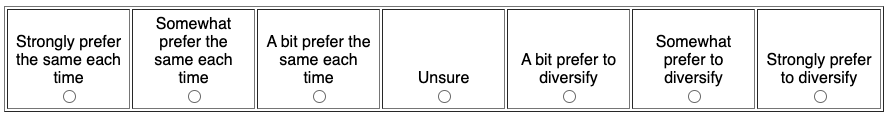 Strongly prefer
the same each
time
Somewhat
prefer the
same each
time
A bit prefer the
same each
time
Unsure
A bit prefer to
diversify
Somewhat
prefer to
diversify
Strongly prefer
to diversify